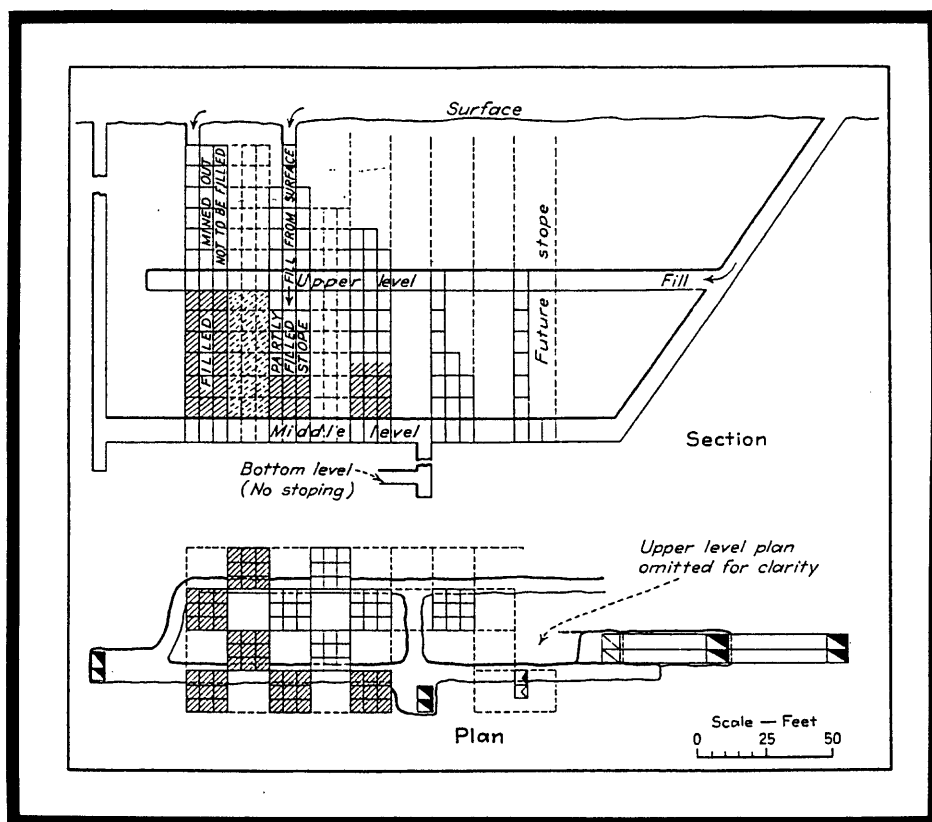 Surface
MINED OUT
NOT TO BE FILLED
FILL FROM SURFACE
Future stope
Upper level
Fill
FILLED
PARTLY
FILLED
STOPE
Middle level
Section
Bottom level
(No stoping)
Upper level plan
omitted for clarity
Plan
Scale — Feet
0 25 50